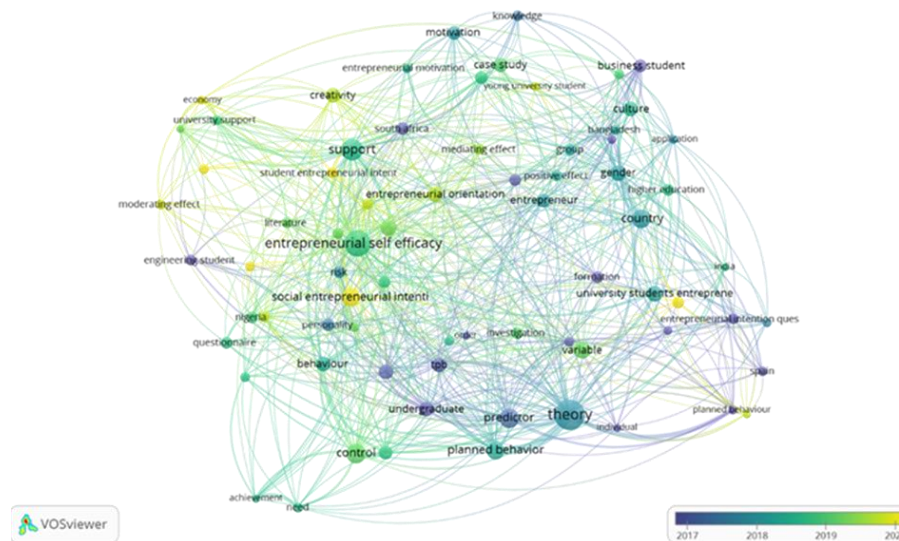 knowledge
motivation
case study
business student
entrepreneurial motivation
young university student
creativity
economy
culture
university support
south africa
bangladesh
application
support
mediating effect
group
student entrepreneurial intent
positive effect
gender
higher education
entrepreneurial orientation
entrepreneur
moderating effect
literature
country
entrepreneurial self efficacy
engineering student
risk
formation
social entrepreneurial intenti
university students entreprene
nigeria
personality
entrepreneurial intention ques
order
investigation
questionnaire
variable
behaviour
tpb
spain
undergraduate
predictor
theory
planned behaviour
individual
control
planned behavior
achievement
need
VOSviewer
2017 2018 2019